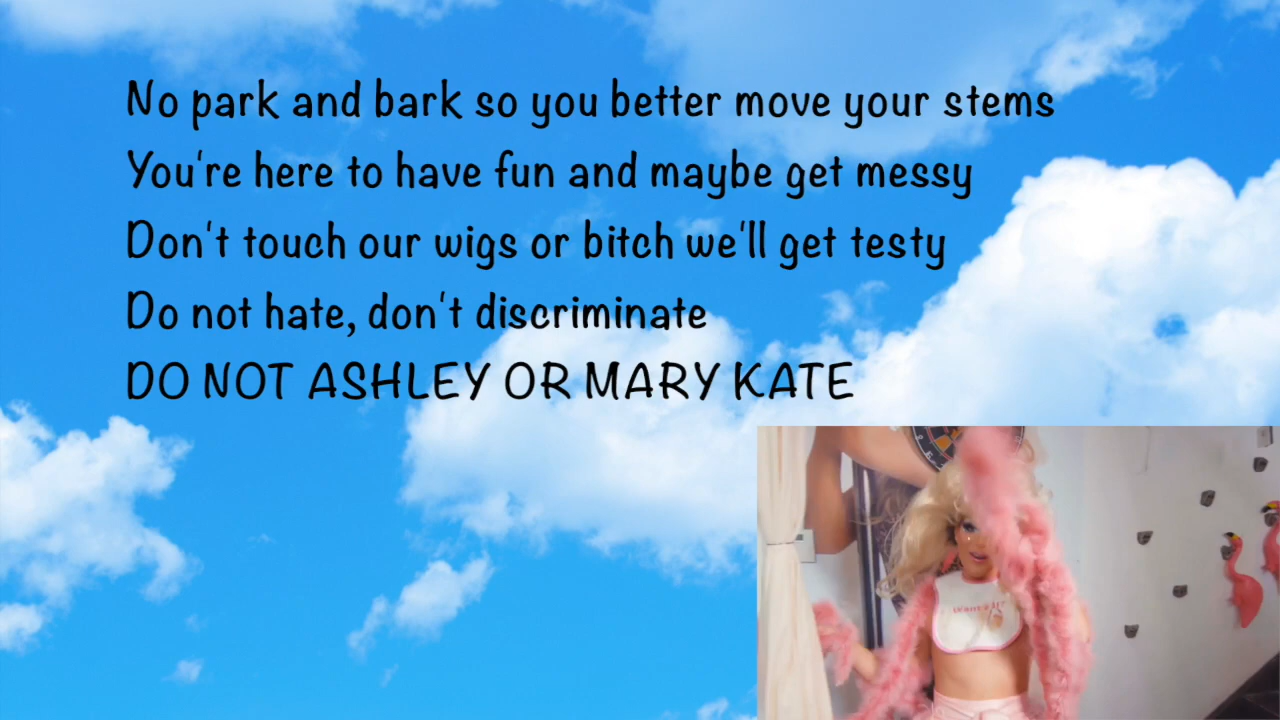 No park and bark so you better move your stems
You're here to have fun and maybe get messy
Don't touch our wigs or bitch we'll get testy
Do not hate, don't discriminate
DO NOT ASHLEY OR MARY KATE